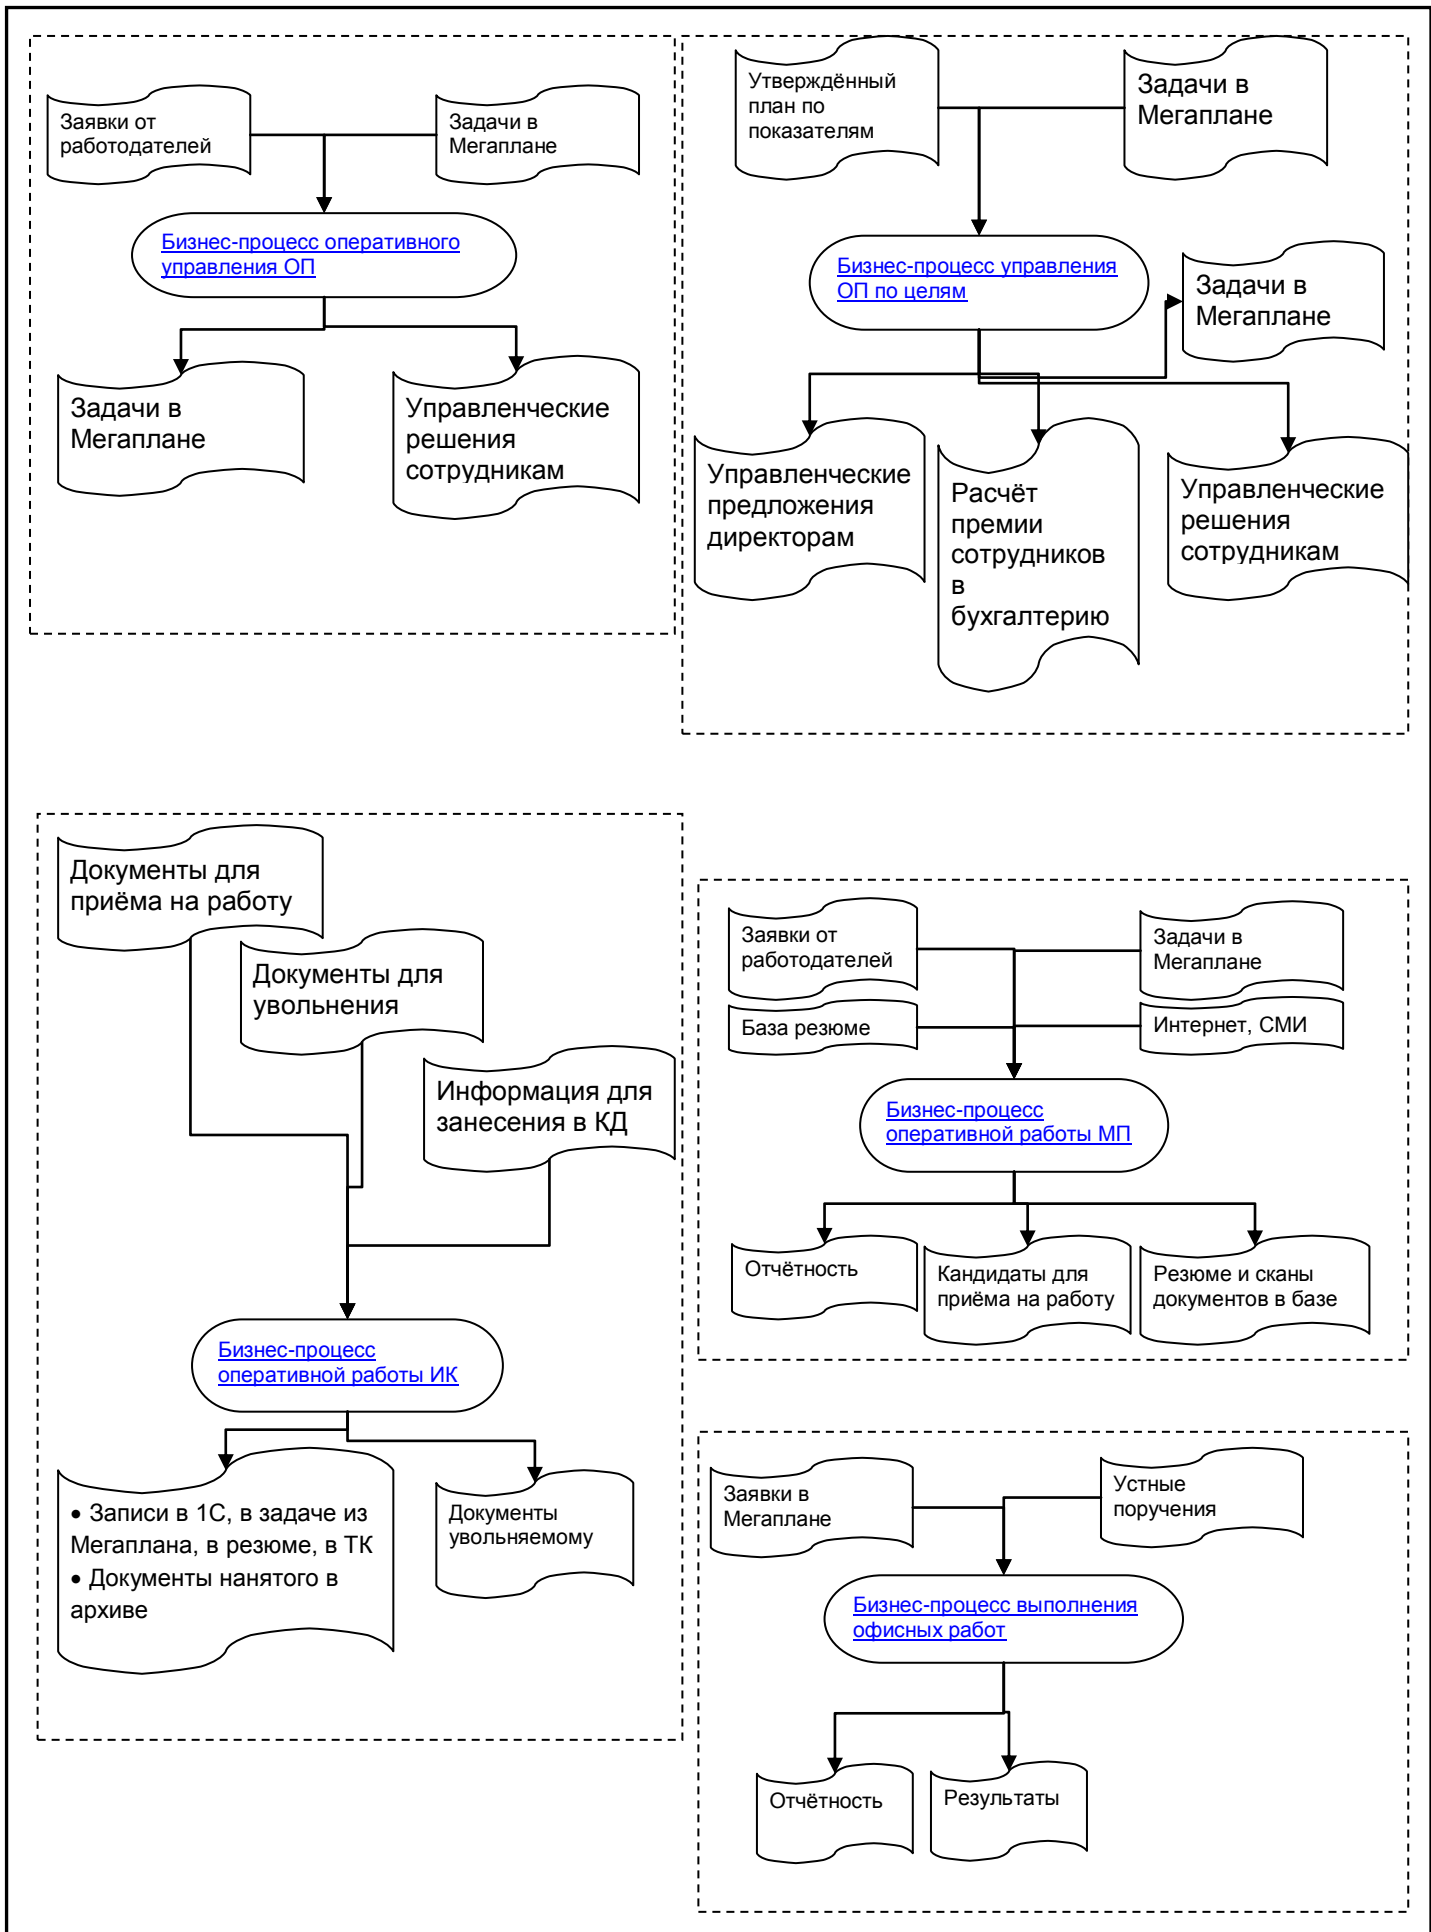 Заявки от
работодателей
Задачи в
Мегаплане
Бизнес-процесс оперативного
управления ОП
Задачи в
Мегаплане
Управленческие
решения
сотрудникам
Утверждённый
план по
показателям
Задачи в
Мегаплане
Бизнес-процесс управления
ОП по целям
Задачи в
Мегаплане
Управленческие
предложения
директорам
Расчёт
премии
сотрудников
в
бухгалтерию
Управленческие
решения
сотрудникам
Документы для
приёма на работу
Документы для
увольнения
Информация для
занесения в КД
Бизнес-процесс
оперативной работы ИК
• Записи в 1С, в задаче из
Мегаплана, в резюме, в ТК
• Документы нанятого в
архиве
Документы
увольняемому
Заявки от
работодателей
Задачи в
Мегаплане
База резюме
Интернет, СМИ
Бизнес-процесс
оперативной работы МП
Отчётность
Кандидаты для
приёма на работу
Резюме и сканы
документов в базе
Заявки в
Мегаплане
Устные
поручения
Бизнес-процесс выполнения
офисных работ
Отчётность
Результаты